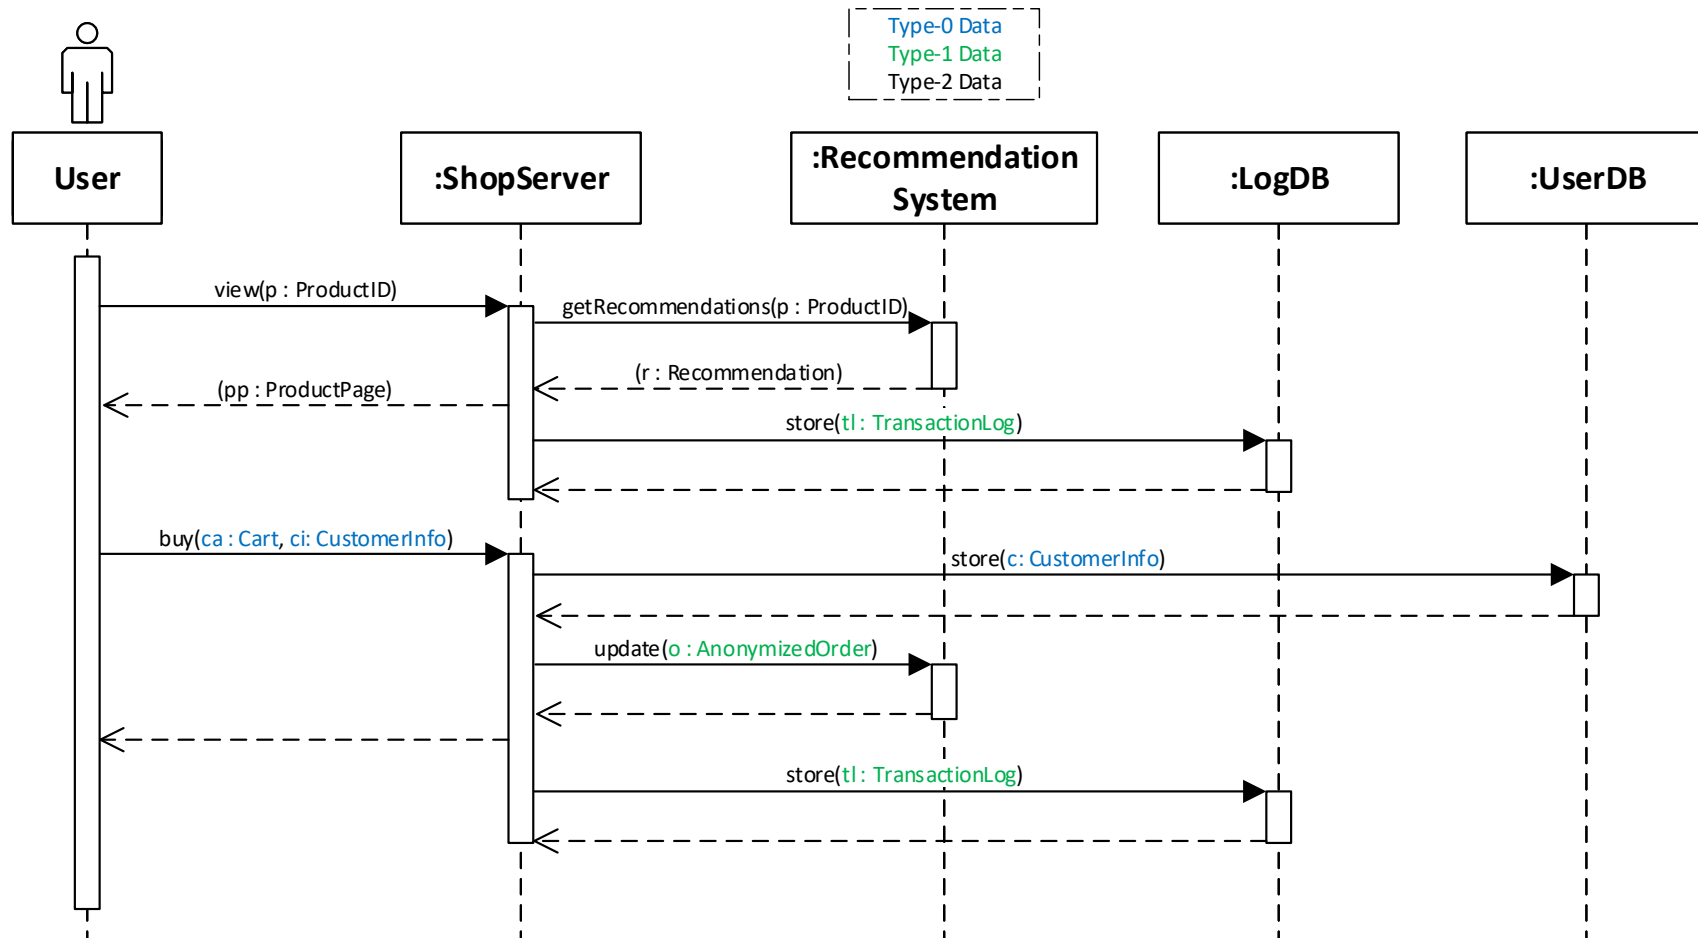 Type-0 Data
Type-1 Data
Type-2 Data
User
:ShopServer
:Recommendation
System
:LogDB
:UserDB
view(p : ProductID)
getRecommendations(p : ProductID)
(r : Recommendation)
(pp : ProductPage)
store(tl : TransactionLog)
buy(ca : Cart, ci: CustomerInfo)
store(c: CustomerInfo)
update(o : AnonymizedOrder)
store(tl : TransactionLog)